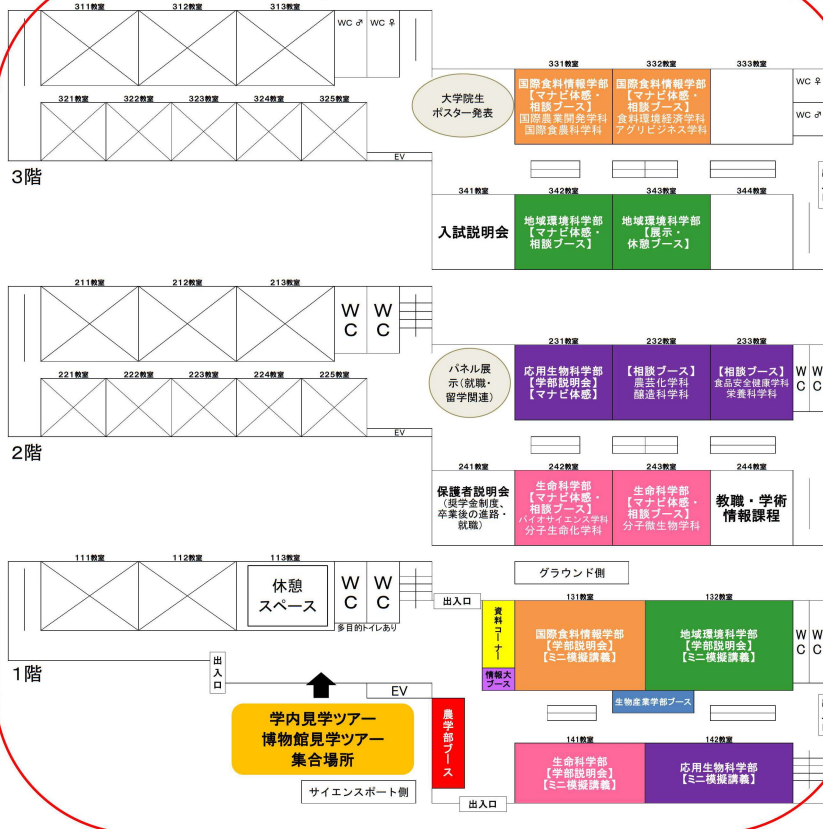 311教室
312教室
313教室
WC ♂
WC ♀
321教室
322教室
323教室
324教室
325教室
EV
3階
大学院生
ポスター発表
331教室
国際食料情報学部
【マナビ体感・
相談ブース】
国際農業開発学科
国際食農科学科
332教室
国際食料情報学部
【マナビ体感・
相談ブース】
食料環境経済学科
アグリビジネス学科
333教室
WC ♀
WC ♂
341教室
入試説明会
342教室
地域環境科学部
【マナビ体感・
相談ブース】
343教室
地域環境科学部
【展示・
休憩ブース】
344教室
211教室
212教室
213教室
WC
WC
221教室
222教室
223教室
224教室
225教室
EV
2階
パネル展
示(就職・
留学関連)
231教室
応用生物科学部
【学部説明会】
【マナビ体感】
232教室
【相談ブース】
農芸化学科
醸造科学科
233教室
【相談ブース】
食品安全健康学科
栄養科学科
WC
WC
241教室
保護者説明会
(奨学金制度、
卒業後の進路・
就職)
242教室
生命科学部
【マナビ体感・
相談ブース】
バイオサイエンス学科
分子生命化学科
243教室
生命科学部
【マナビ体感・
相談ブース】
分子微生物学科
244教室
教職・学術
情報課程
111教室
112教室
113教室
休憩
スペース
WC
WC
多目的トイレあり
グラウンド側
出入口
資料コーナー
情報大
ブース
131教室
国際食料情報学部
【学部説明会】
【ミニ模擬講義】
132教室
地域環境科学部
【学部説明会】
【ミニ模擬講義】
WC
WC
1階
出入口
EV
学内見学ツアー
博物館見学ツアー
集合場所
農学部ブース
生物産業学部ブース
141教室
生命科学部
【学部説明会】
【ミニ模擬講義】
142教室
応用生物科学部
【ミニ模擬講義】
サイエンスポート側
出入口